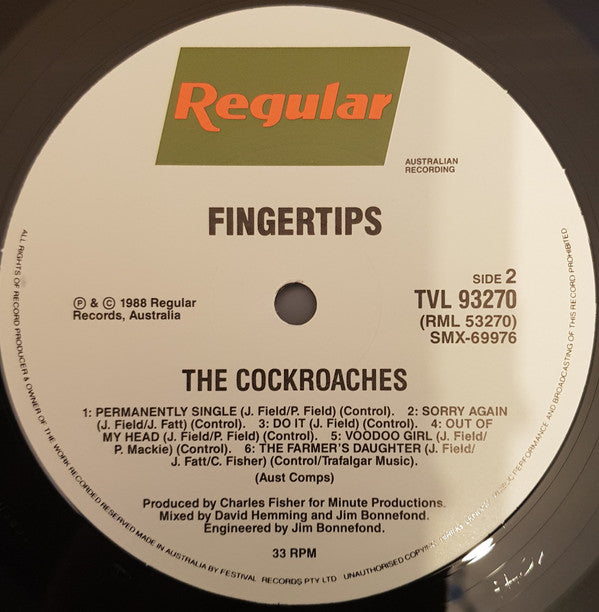 Regular
AUSTRALIAN
RECORDING
FINGERTIPS
SIDE 2
TVL 93270
(RML 53270)
SMX-69976
℗ & © 1988 Regular
Records, Australia
THE COCKROACHES
1: PERMANENTLY SINGLE (J. Field/P. Field) (Control). 2: SORRY AGAIN
(J. Field/J. Fatt) (Control). 3: DO IT (J. Field) (Control). 4: OUT OF
MY HEAD (J. Field/P. Field) (Control). 5: VOODOO GIRL (J. Field/
P. Mackie) (Control). 6: THE FARMER'S DAUGHTER (J. Field/
J. Fatt/C. Fisher) (Control/Trafalgar Music).
(Aust Comps)
Produced by Charles Fisher for Minute Productions.
Mixed by David Hemming and Jim Bonnefond.
Engineered by Jim Bonnefond.
33 RPM
ALL RIGHTS OF RECORD PRODUCER & OWNER OF THE WORK RECORDED RESERVED MADE IN AUSTRALIA BY FESTIVAL RECORDS PTY LTD UNAUTHORISED COPYING PUBLIC PERFORMANCE AND BROADCASTING OF THIS RECORD PROHIBITED